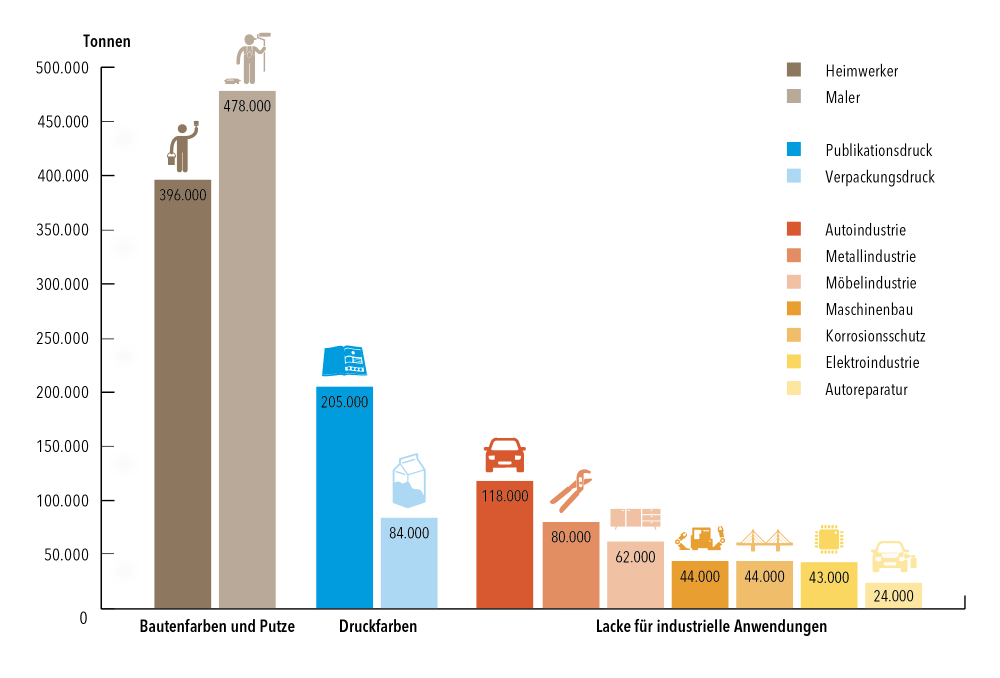 Tonnen
500.000
450.000
400.000
350.000
300.000
250.000
200.000
150.000
100.000
50.000
0
396.000
478.000
205.000
84.000
118.000
80.000
62.000
44.000
44.000
43.000
24.000
Bautenfarben und Putze
Druckfarben
Lacke für industrielle Anwendungen
Heimwerker
Maler
Publikationsdruck
Verpackungsdruck
Autoindustrie
Metallindustrie
Möbelindustrie
Maschinenbau
Korrosionsschutz
Elektroindustrie
Autoreparatur